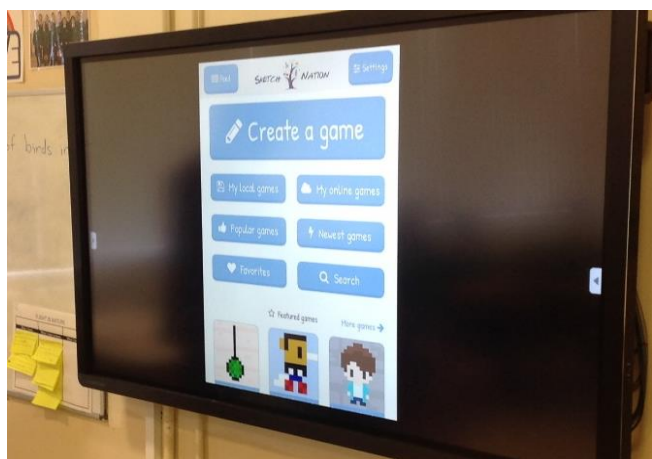 of birds in
Feed
SKETCH NATION
Settings
Create a game
My local games
My online games
Popular games
Newest games
Favorites
Search
Featured games
More games